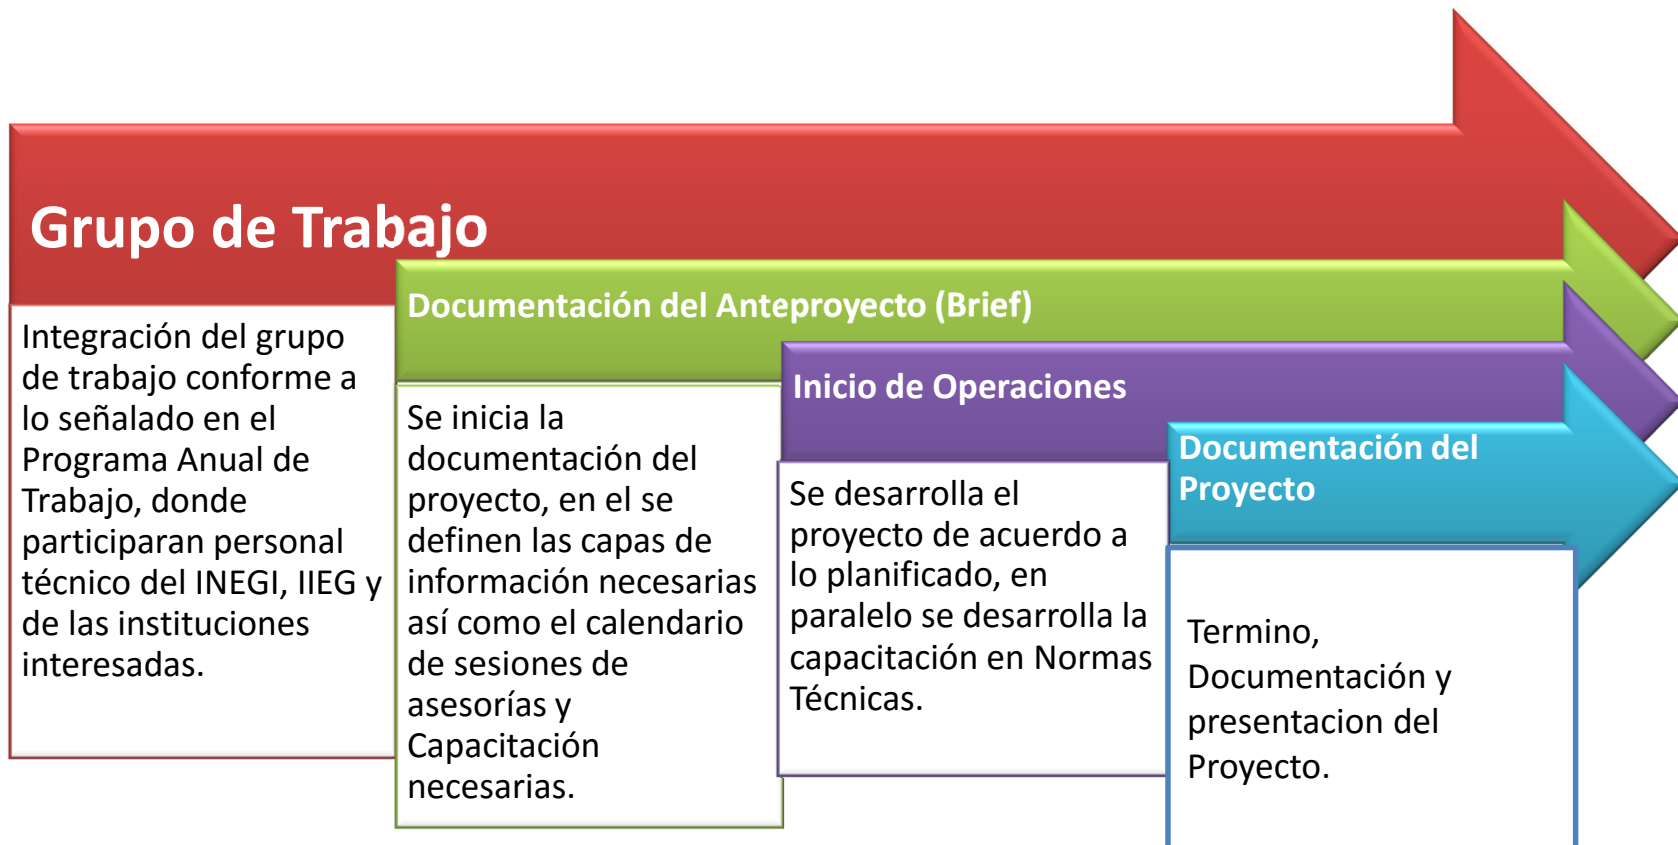 Grupo de Trabajo
Integración del grupo
de trabajo conforme a
lo señalado en el
Programa Anual de
Trabajo, donde
participaran personal
técnico del INEGI, IIEG y
de las instituciones
interesadas.
Documentación del Anteproyecto (Brief)
Se inicia la
documentación del
proyecto, en el se
definen las capas de
información necesarias
así como el calendario
de sesiones de
asesorías y
Capacitación
necesarias.
Inicio de Operaciones
Se desarrolla el
proyecto de acuerdo a
lo planificado, en
paralelo se desarrolla la
capacitación en Normas
Técnicas.
Documentación del
Proyecto
Termino,
Documentación y
presentacion del
Proyecto.